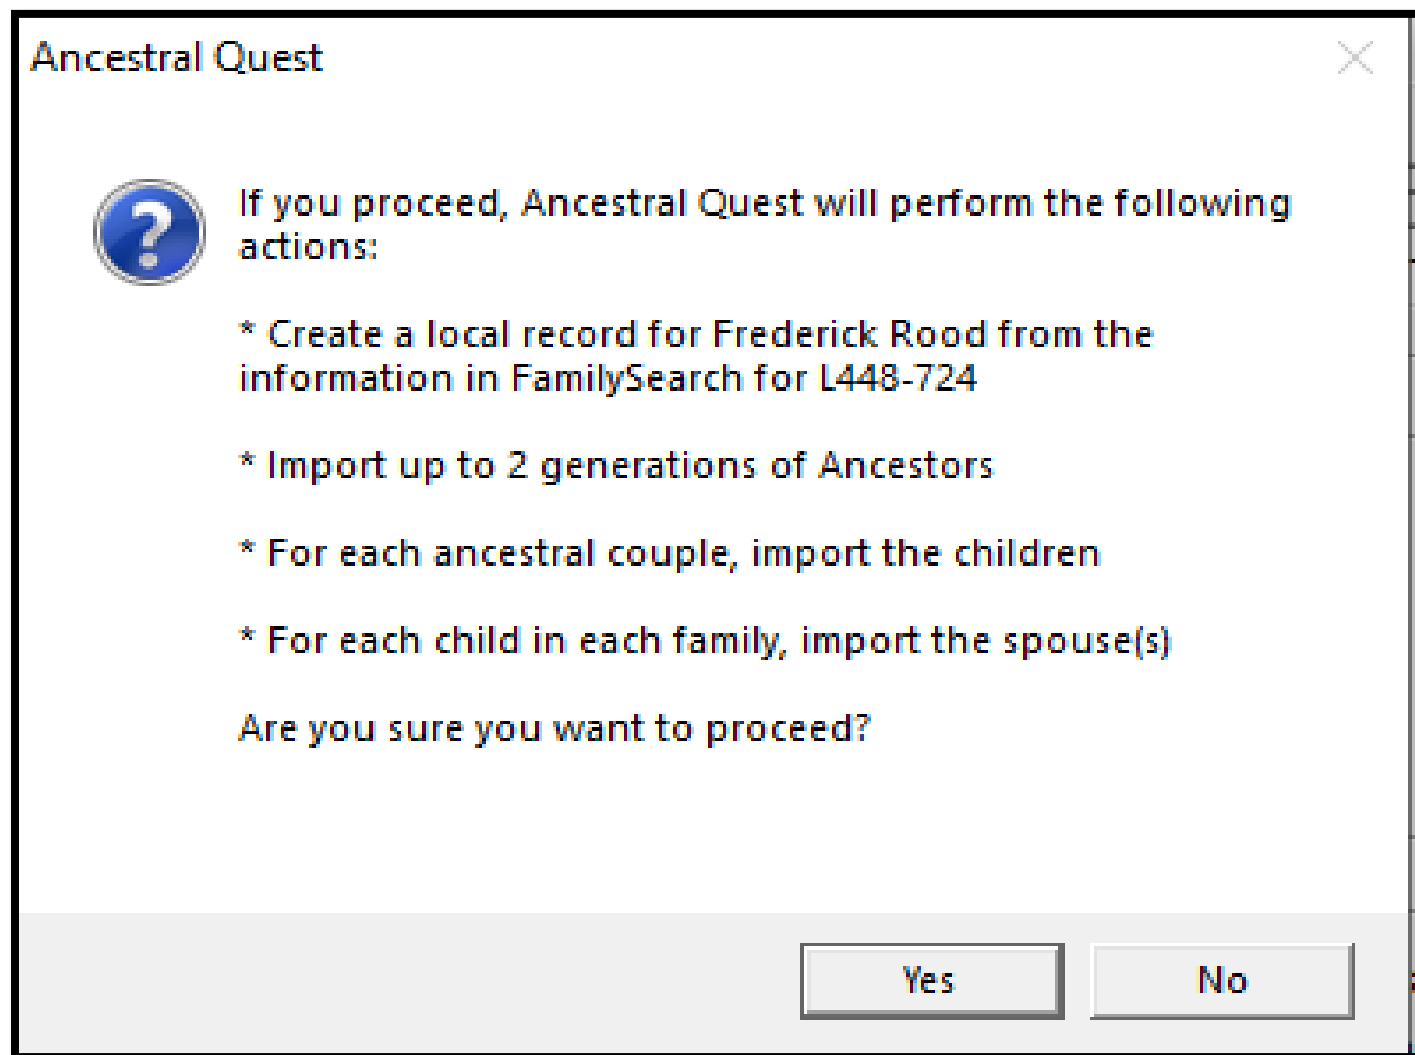 Ancestral Quest
If you proceed, Ancestral Quest will perform the following
actions:
* Create a local record for Frederick Rood from the
information in FamilySearch for L448-724
* Import up to 2 generations of Ancestors
* For each ancestral couple, import the children
* For each child in each family, import the spouse(s)
Are you sure you want to proceed?
Yes No